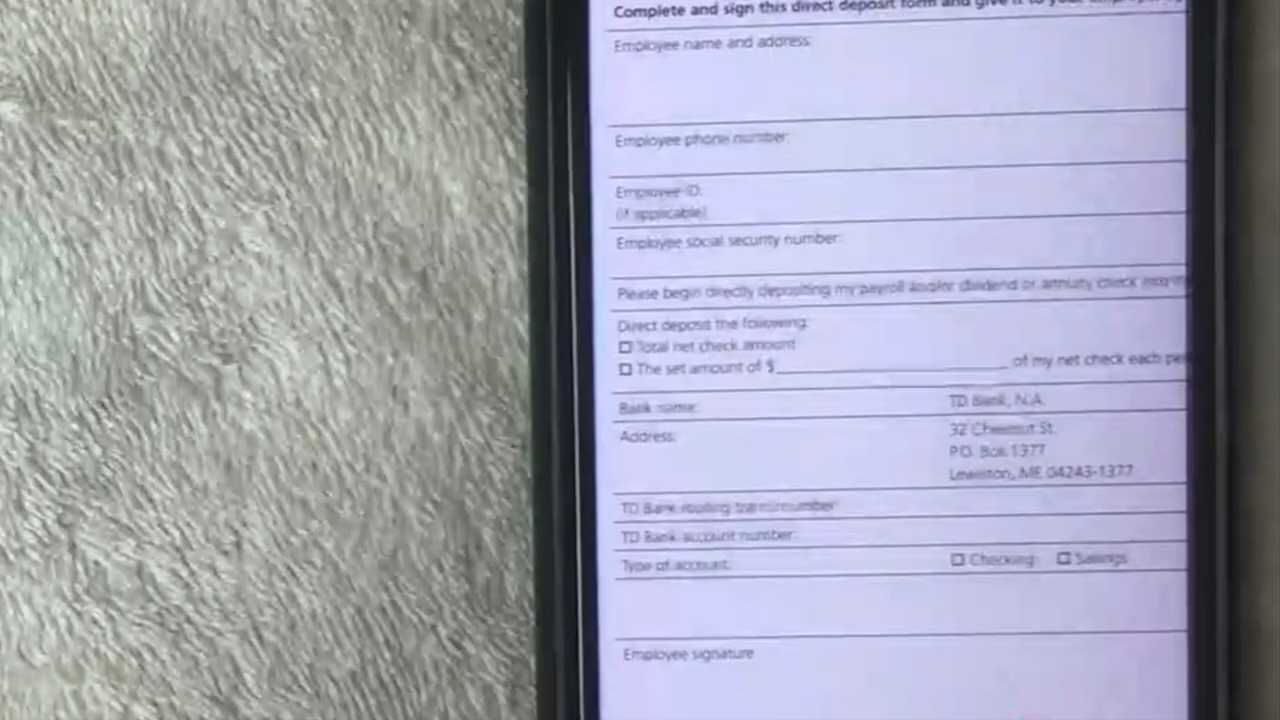 Complete and sign this direct deposit form and give it to your employer
Employee name and address:
Employee phone number:
Employee ID:
(if applicable)
Employee social security number:
Please begin directly depositing my payroll and/or dividend or annuity check into
Direct deposit the following:
Total net check amount
The set amount of $ of my net check each
Bank name: TD Bank, N.A.
Address: 32 Chestnut St.
P.O. Box 1377
Lewiston, ME 04243-1377
TD Bank routing transit number:
TD Bank account number:
Type of account: Checking Savings
Employee signature